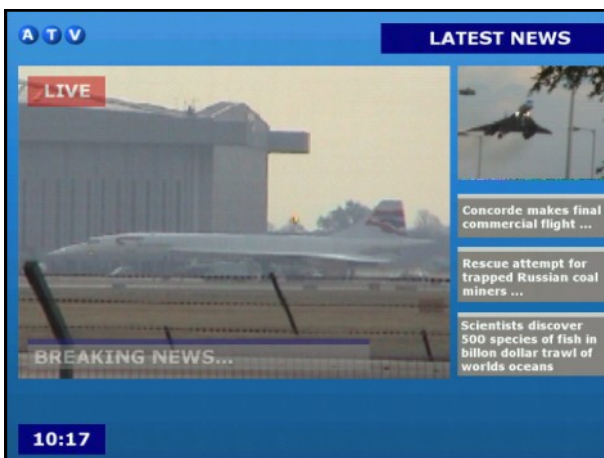 ATV
LATEST NEWS
LIVE
Concorde makes final
commercial flight ...
Rescue attempt for
trapped Russian coal
miners ...
Scientists discover
500 species of fish in
billon dollar trawl of
worlds oceans
BREAKING NEWS...
10:17